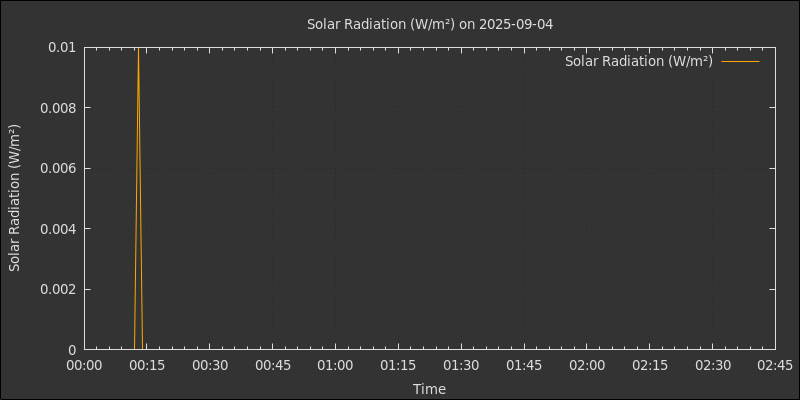 Solar Radiation (W/m²) on 2025-09-04
Solar Radiation (W/m²)
0.01
0.008
0.006
0.004
0.002
0
Solar Radiation (W/m²)
00:00 00:15 00:30 00:45 01:00 01:15 01:30 01:45 02:00 02:15 02:30 02:45
Time